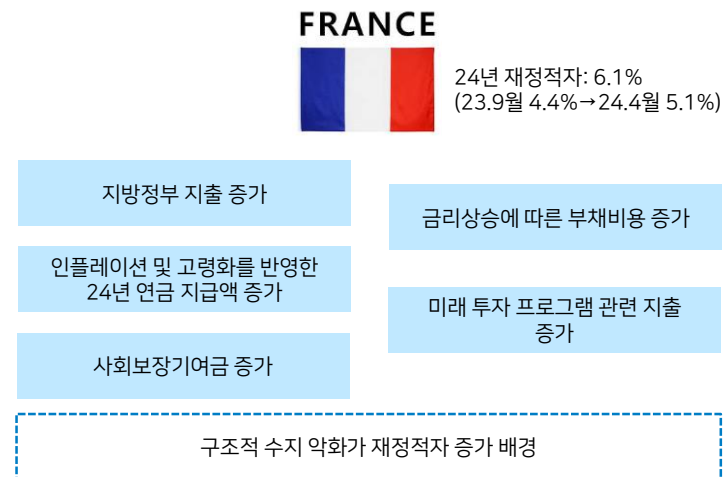 FRANCE
24년 재정적자: 6.1%
(23.9월 4.4%→24.4월 5.1%)
지방정부 지출 증가
인플레이션 및 고령화를 반영한
24년 연금 지급액 증가
사회보장기여금 증가
금리상승에 따른 부채비용 증가
미래 투자 프로그램 관련 지출
증가
구조적 수지 악화가 재정적자 증가 배경